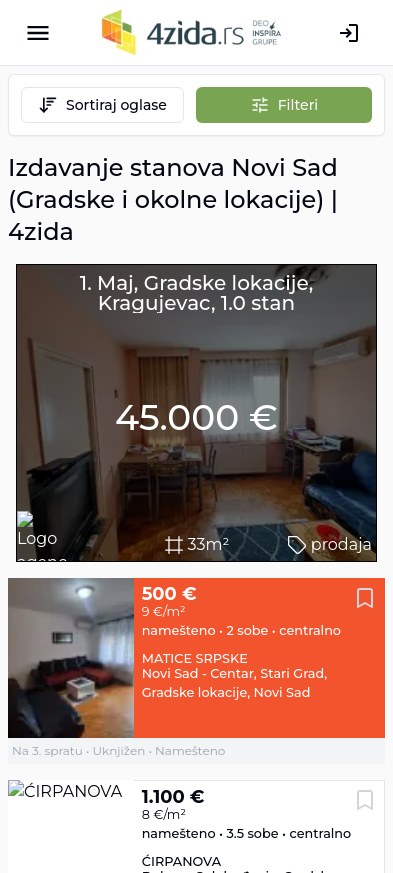 4zida.rs
DEO
INSPIRA
GRUPE
Sortiraj oglase
Filteri
Izdavanje stanova Novi Sad
(Gradske i okolne lokacije) |
4zida
1. Maj, Gradske lokacije,
Kragujevac, 1.0 stan
45.000 €
Logo
33m²
prodaja
500 €
9 €/m²
namešteno • 2 sobe • centralno
MATICE SRPSKE
Novi Sad - Centar, Stari Grad,
Gradske lokacije, Novi Sad
Na 3. spratu • Uknjižen • Namešteno
ĆIRPANOVA
1.100 €
8 €/m²
namešteno • 3.5 sobe • centralno
ĆIRPANOVA